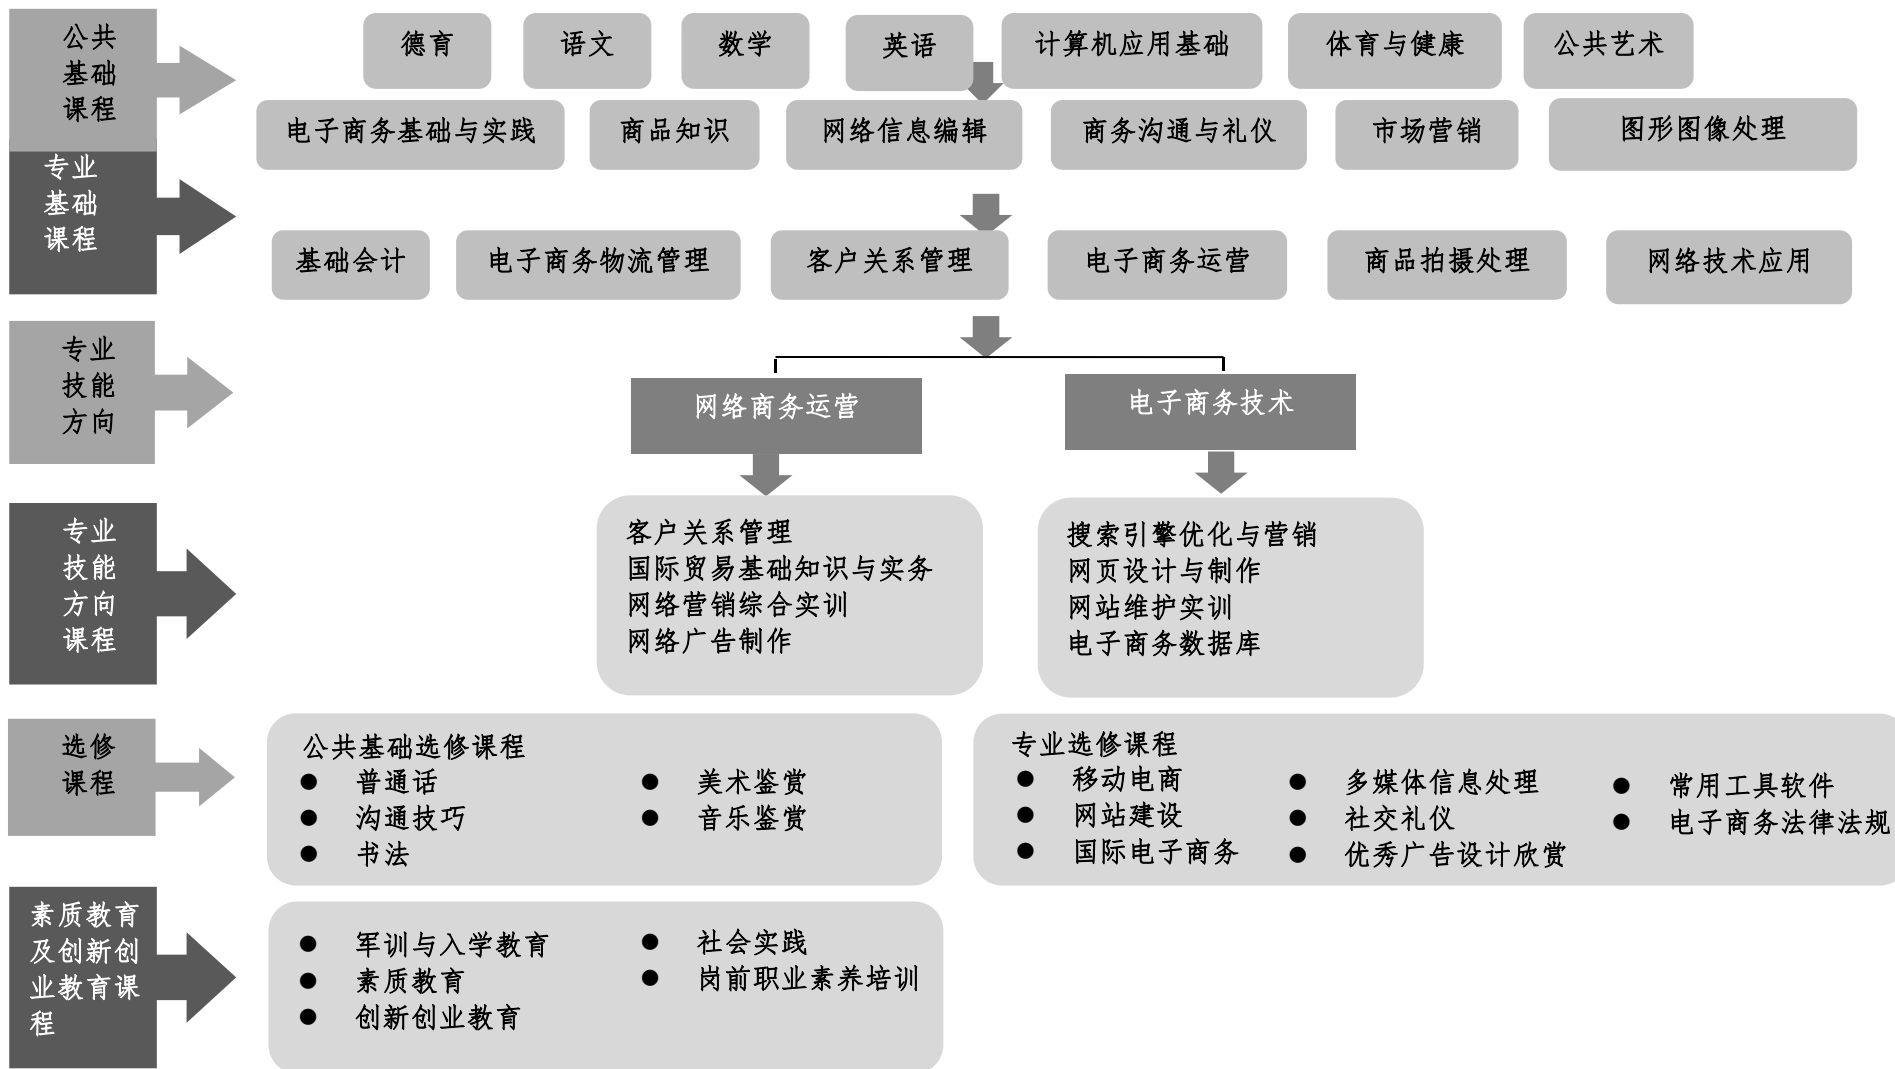 公共
基础
课程
德育
语文
数学
英语
计算机应用基础
体育与健康
公共艺术
电子商务基础与实践
商品知识
网络信息编辑
商务沟通与礼仪
市场营销
图形图像处理
专业
基础
课程
基础会计
电子商务物流管理
客户关系管理
电子商务运营
商品拍摄处理
网络技术应用
专业
技能
方向
网络商务运营
电子商务技术
专业
技能
方向
课程
客户关系管理
国际贸易基础知识与实务
网络营销综合实训
网络广告制作
搜索引擎优化与营销
网页设计与制作
网站维护实训
电子商务数据库
选修
课程
公共基础选修课程
● 普通话
● 沟通技巧
● 书法
● 美术鉴赏
● 音乐鉴赏
专业选修课程
● 移动电商
● 网站建设
● 国际电子商务
● 多媒体信息处理
● 社交礼仪
● 优秀广告设计欣赏
● 常用工具软件
● 电子商务法律法规
素质教育
及创新创
业教育课
程
● 军训与入学教育
● 素质教育
● 创新创业教育
● 社会实践
● 岗前职业素养培训